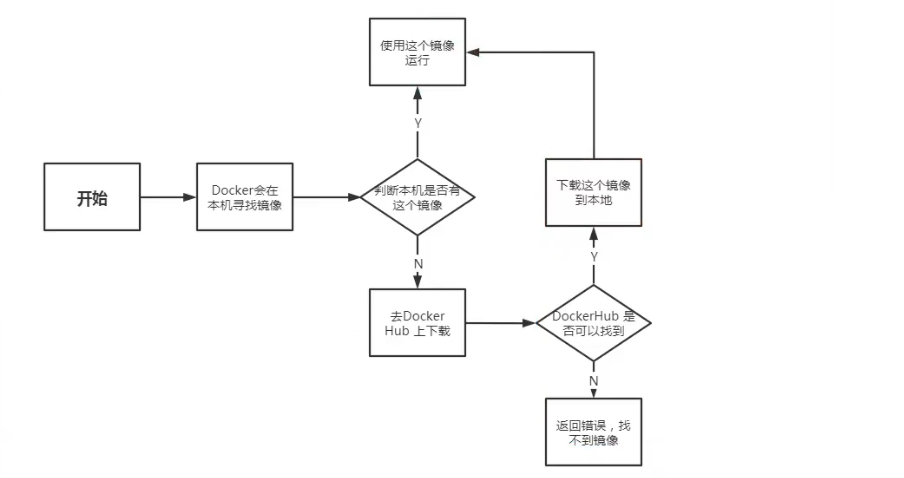 使用这个镜像
运行
Y
开始
Docker会在
本机寻找镜像
判断本机是否有
这个镜像
下载这个镜像
到本地
N
Y
去Docker
Hub 上下载
DockerHub 是
否可以找到
N
返回错误，找
不到镜像